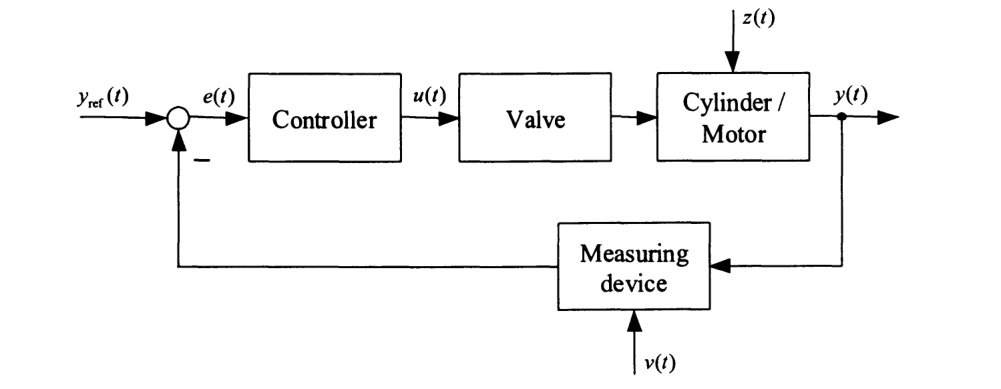 z(t)
y_ref(t)
e(t)
Controller
u(t)
Valve
Cylinder /
Motor
y(t)
−
Measuring
device
v(t)